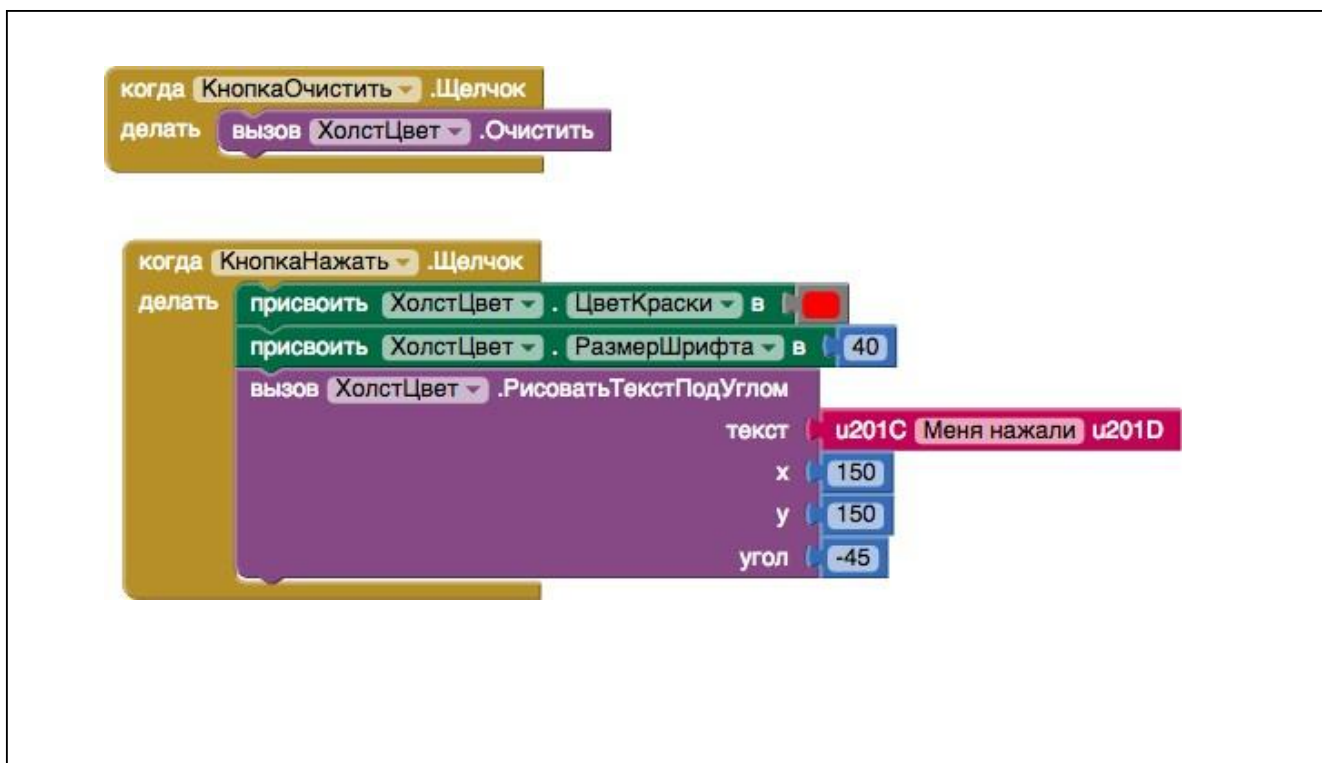 когда КнопкаОчистить .Щелчок
делать вызов ХолстЦвет .Очистить
когда КнопкаНажать .Щелчок
делать присвоить ХолстЦвет . ЦветКраски в
присвоить ХолстЦвет . РазмерШрифта в 40
вызов ХолстЦвет .РисоватьТекстПодУглом
текст u201C Меня нажали u201D
x 150
y 150
угол -45